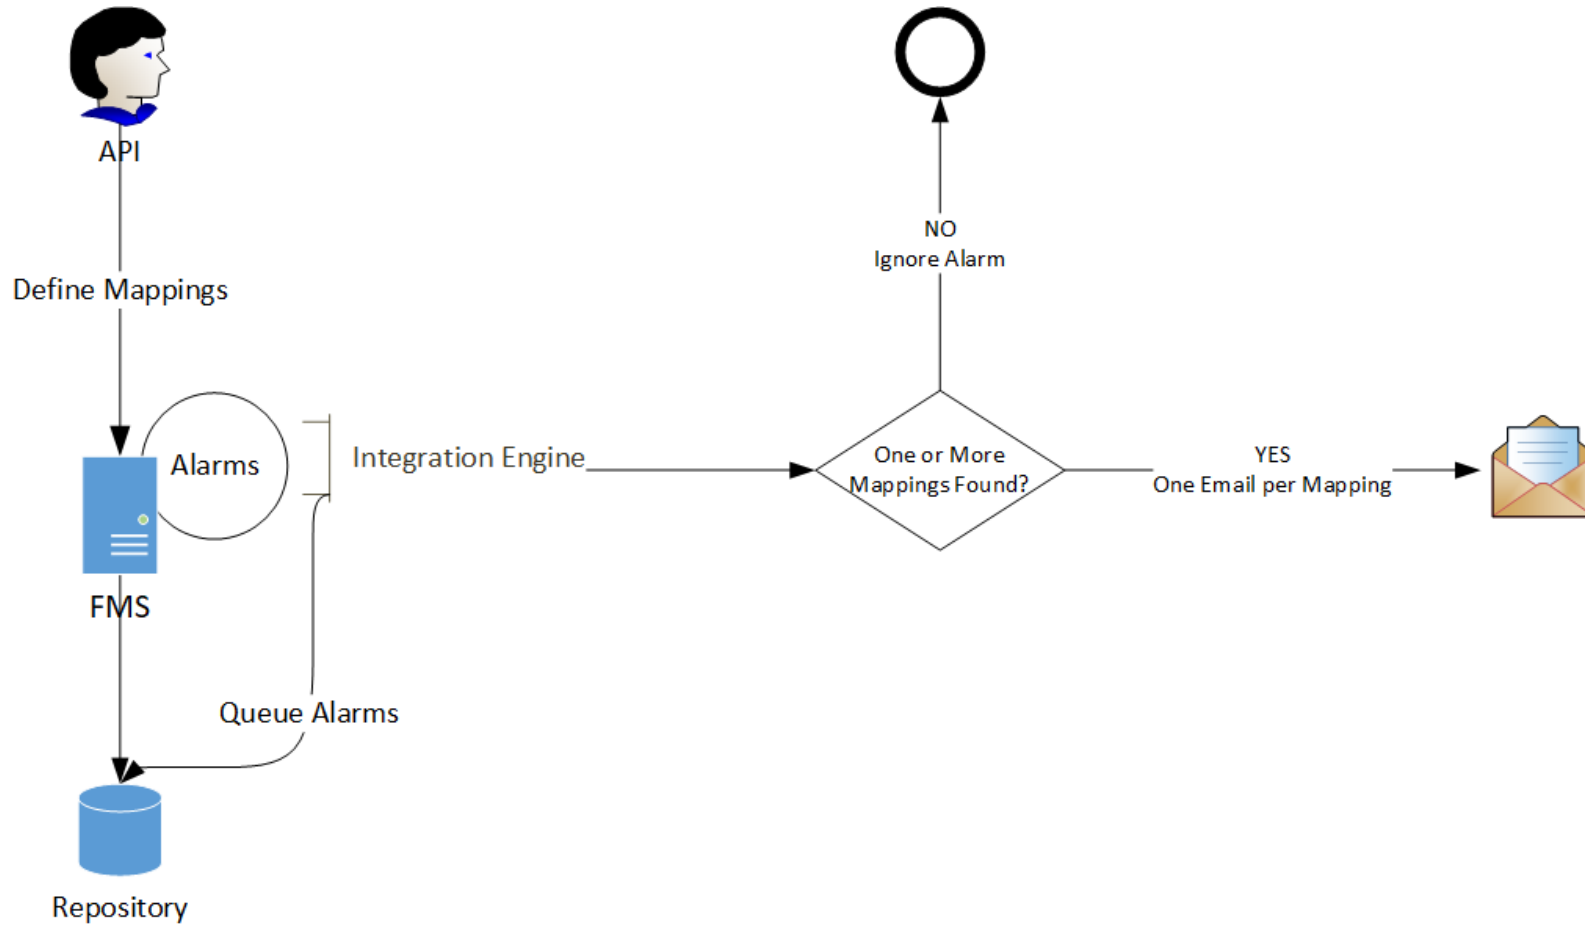 API
NO
Ignore Alarm
Define Mappings
Alarms
Integration Engine
One or More
Mappings Found?
YES
One Email per Mapping
FMS
Queue Alarms
Repository